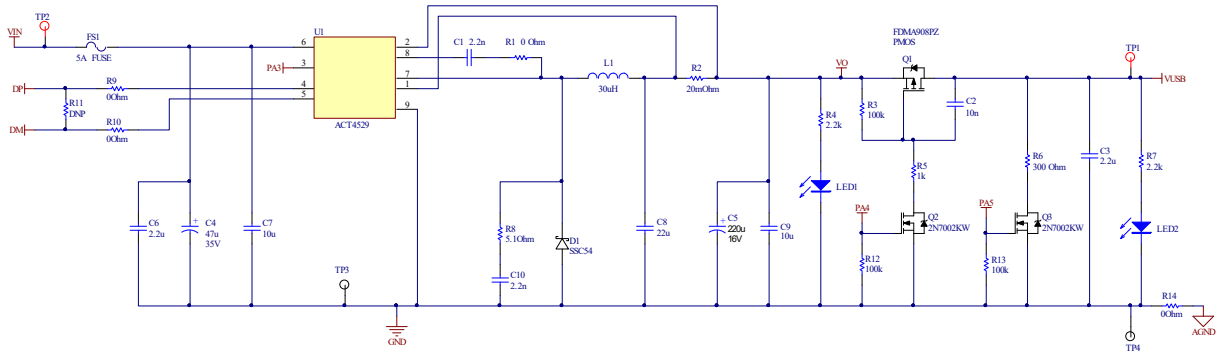 TP2
VIN
FS1
5A FUSE
U1
6
3
4
5
2
8
7
1
9
ACT4529
PA3
C1 2.2n
R1 0 Ohm
L1
30uH
R2
20mOhm
FDMA908PZ
PMOS
Q1
VO
TP1
VUSB
DP
R9
0Ohm
R11
DNP
DM
R10
0Ohm
R3
100k
C2
10n
R4
2.2k
R5
1k
R6
300 Ohm
C3
2.2u
R7
2.2k
LED1
PA4
Q2
2N7002KW
PA5
Q3
2N7002KW
LED2
C6
2.2u
C4
47u
35V
C7
10u
R8
5.1Ohm
D1
SSC54
C8
22u
C5
220u
16V
C9
10u
R12
100k
R13
100k
C10
2.2n
TP3
GND
R14
0Ohm
AGND
TP4